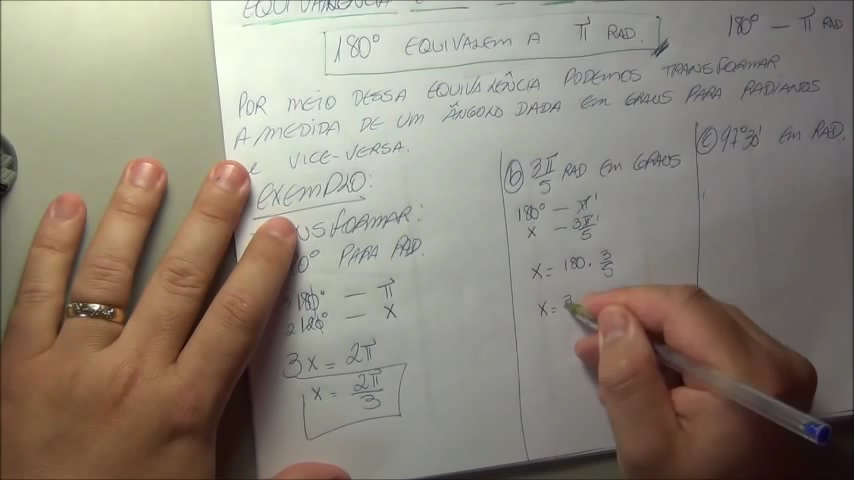 180° EQUIVALEM A π RAD.
180° — π RAD
POR MEIO DESSA EQUIVALÊNCIA PODEMOS TRANSFORMAR
A MEDIDA DE UM ÂNGULO DADA EM GRAUS PARA RADIANOS
E VICE-VERSA.
EXEMPLO:
PARA RAD.
180° — π
2 120° — X
3X = 2π
X = 2π/3
b) 3π/5 RAD EM GRAUS
180° — π
X — 3π/5
X = 180 . 3/5
X =
c) 97°30' EM RAD.